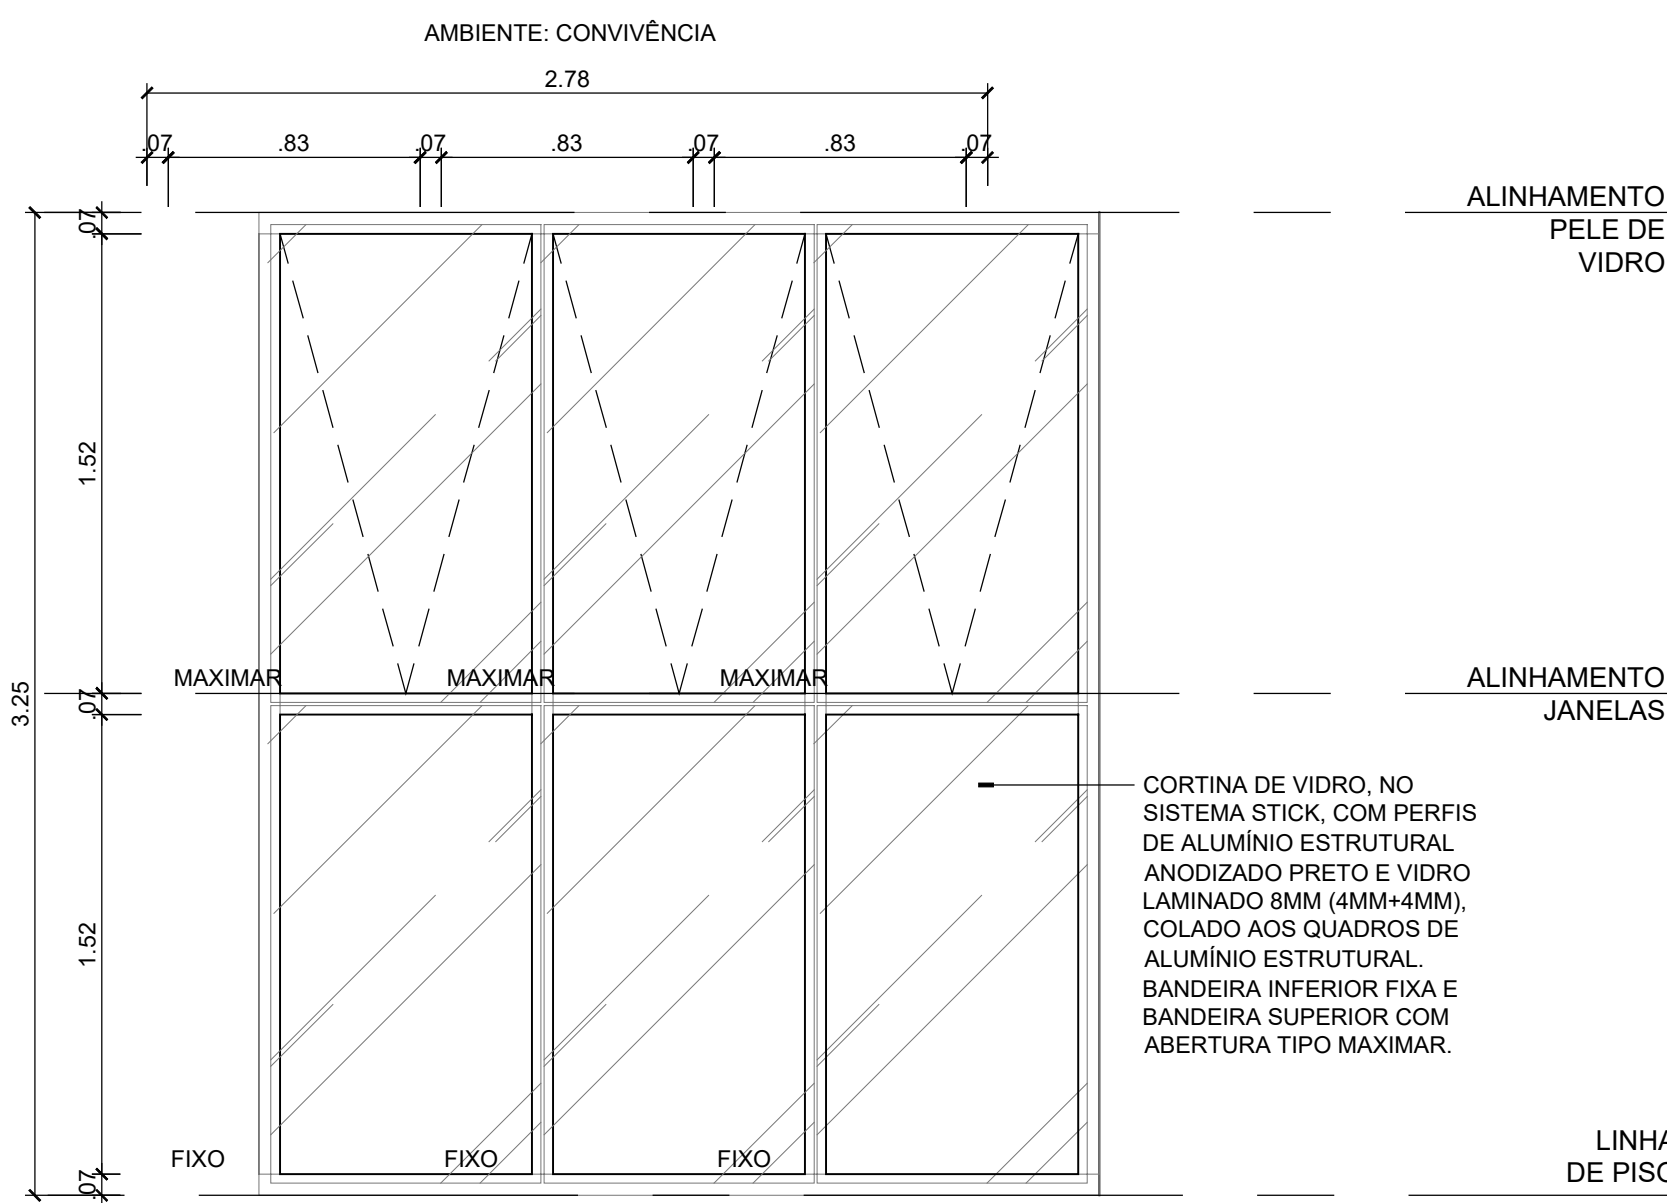 AMBIENTE: CONVIVÊNCIA
2.78
.07 .83 .07 .83 .07 .83 .07
ALINHAMENTO
PELE DE
VIDRO
.07
1.52
MAXIMAR MAXIMAR MAXIMAR
ALINHAMENTO
JANELAS
3.25
.07
CORTINA DE VIDRO, NO
SISTEMA STICK, COM PERFIS
DE ALUMÍNIO ESTRUTURAL
ANODIZADO PRETO E VIDRO
LAMINADO 8MM (4MM+4MM),
COLADO AOS QUADROS DE
ALUMÍNIO ESTRUTURAL.
BANDEIRA INFERIOR FIXA E
BANDEIRA SUPERIOR COM
ABERTURA TIPO MAXIMAR.
1.52
FIXO FIXO FIXO
LINHA
DE
.07